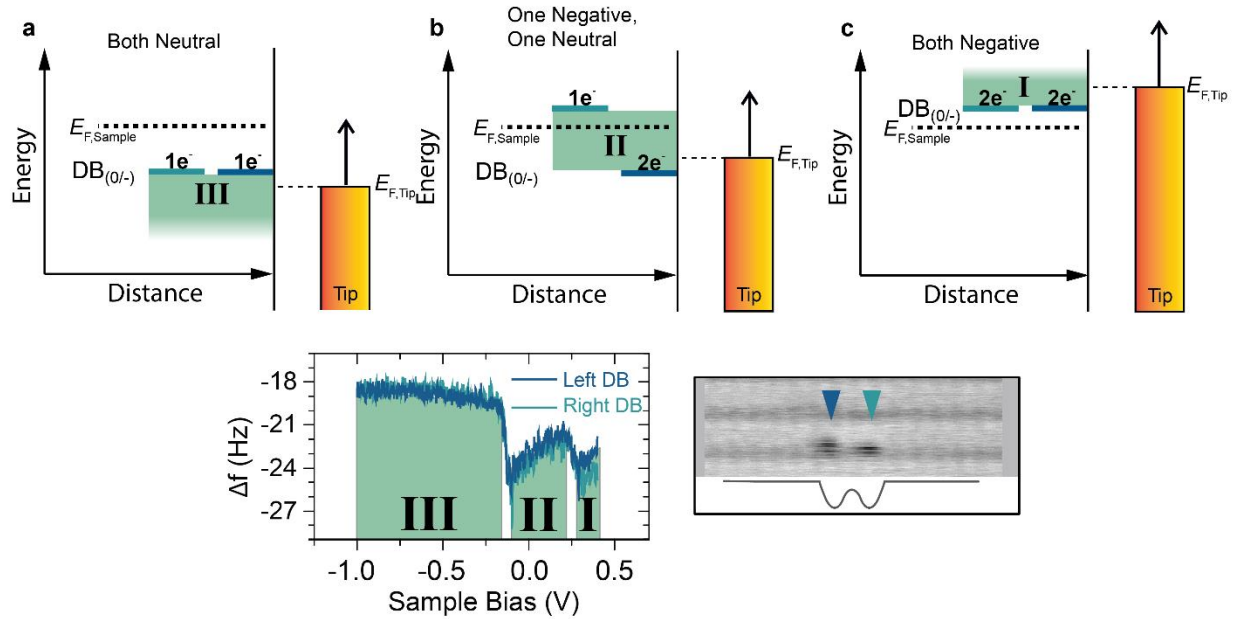 a
Both Neutral
Energy
E_F,Sample
1e⁻ 1e⁻
DB(0/-)
III
E_F,Tip
Tip
Distance
b
One Negative,
One Neutral
Energy
1e⁻
E_F,Sample
II
DB(0/-)
2e⁻
E_F,Tip
Tip
Distance
c
Both Negative
Energy
I
2e⁻ 2e⁻
DB(0/-)
E_F,Sample
E_F,Tip
Tip
Distance
-18
-21
-24
-27
Δf (Hz)
Left DB
Right DB
III II I
-1.0 -0.5 0.0 0.5
Sample Bias (V)